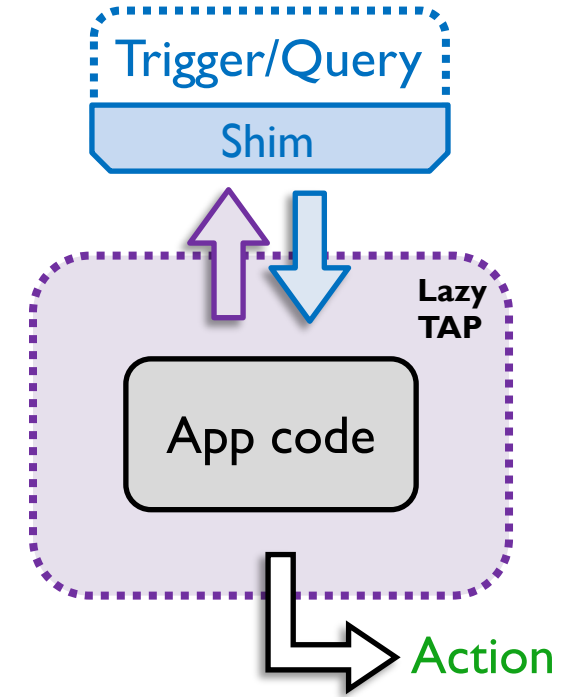 Trigger/Query
Shim
Lazy
TAP
App code
Action